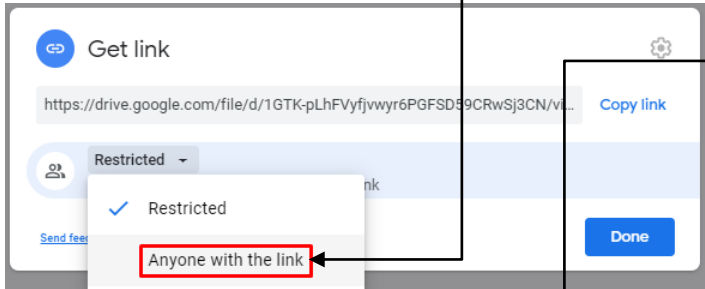 Get link
https://drive.google.com/file/d/1GTK-pLhFVyfjvwyr6PGFSD59CRwSj3CN/vi... Copy link
Restricted
nk
Restricted
Send feed Done
Anyone with the link